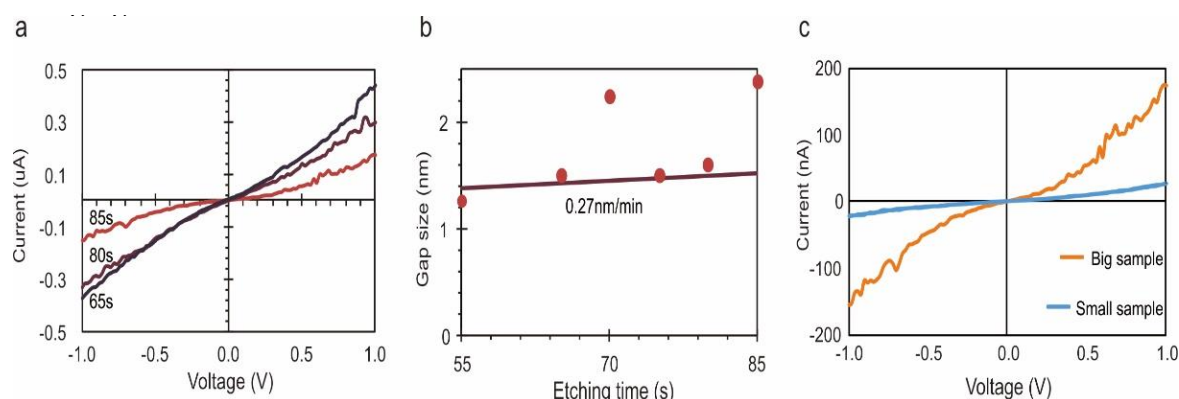 a
b
c
0.5
0.3
0.1
-0.1
-0.3
-0.5
Current (uA)
85s
80s
65s
-1.0 -0.5 0.0 0.5 1.0
Voltage (V)
2
1
0
Gap size (nm)
0.27nm/min
55 70 85
Etching time (s)
200
100
0
-100
-200
Current (nA)
Big sample
Small sample
-1.0 -0.5 0.0 0.5 1.0
Voltage (V)